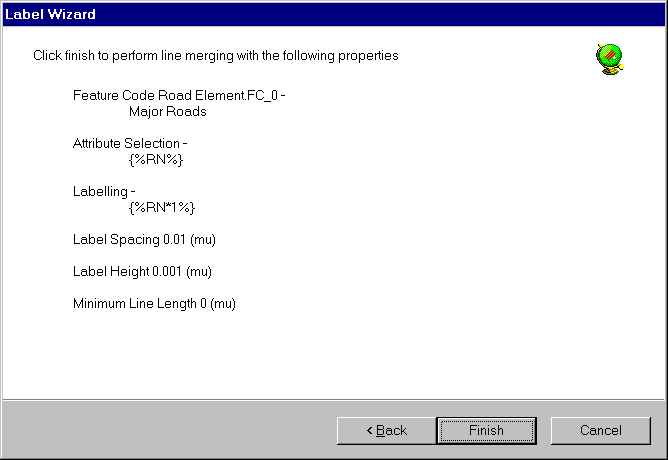 Label Wizard
Click finish to perform line merging with the following properties
Feature Code Road Element.FC_0 -
Major Roads
Attribute Selection -
{%RN%}
Labelling -
{%RN*1%}
Label Spacing 0.01 (mu)
Label Height 0.001 (mu)
Minimum Line Length 0 (mu)
< Back
Finish
Cancel